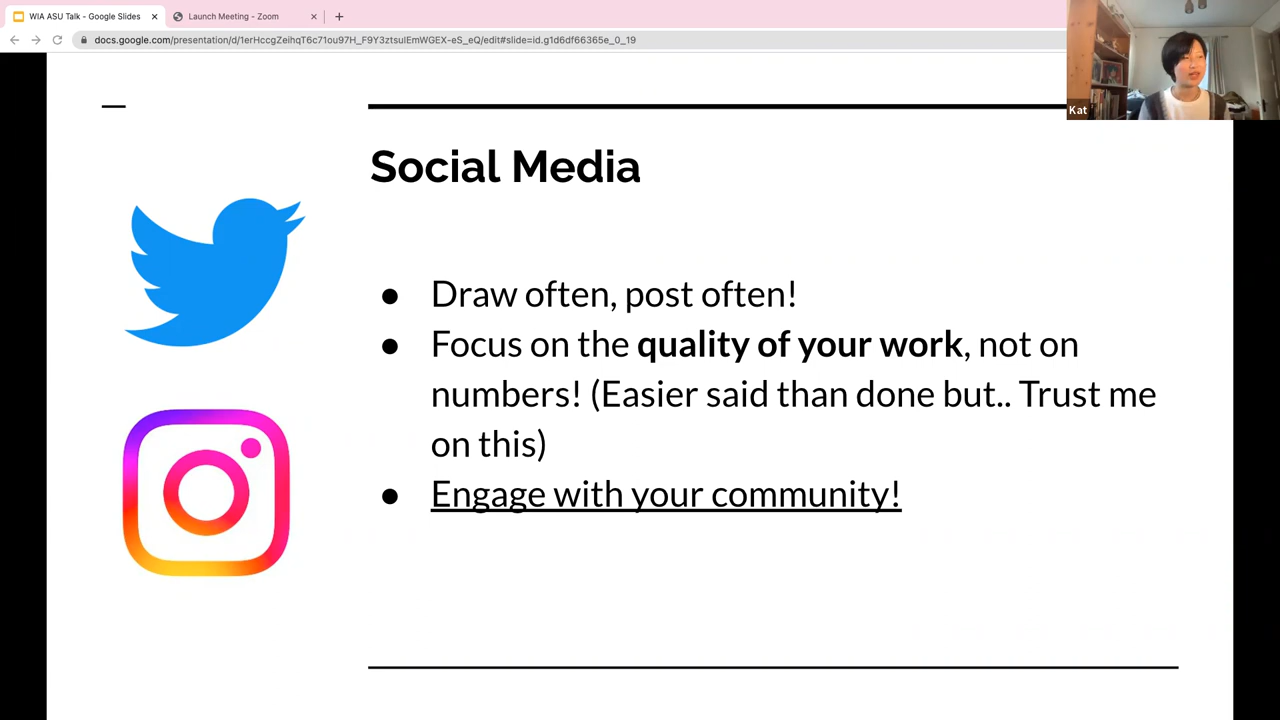 WIA ASU Talk - Google Slides
Launch Meeting - Zoom
docs.google.com/presentation/d/1erHccgZeihqT6c71ou97H_F9Y3ztsulEmWGEX-eS_eQ/edit#slide=id.g1d6df66365e_0_19
Kat
Social Media
● Draw often, post often!
● Focus on the quality of your work, not on
numbers! (Easier said than done but.. Trust me
on this)
● Engage with your community!